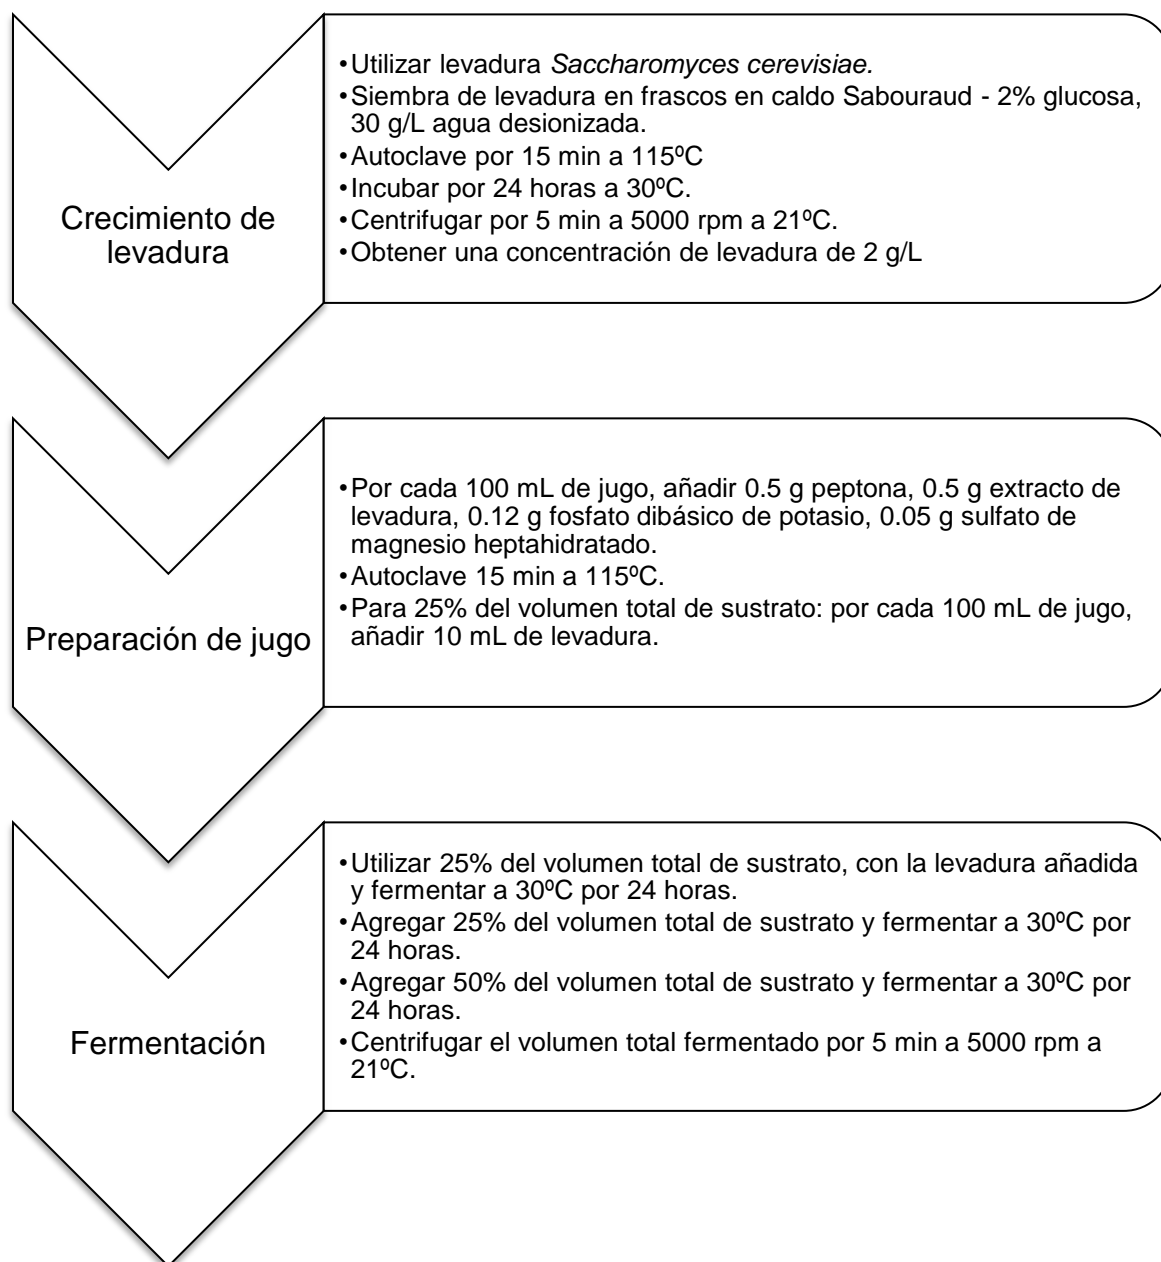 Crecimiento de
levadura
•Utilizar levadura Saccharomyces cerevisiae.
•Siembra de levadura en frascos en caldo Sabouraud - 2% glucosa,
30 g/L agua desionizada.
•Autoclave por 15 min a 115ºC
•Incubar por 24 horas a 30ºC.
•Centrifugar por 5 min a 5000 rpm a 21ºC.
•Obtener una concentración de levadura de 2 g/L
Preparación de jugo
•Por cada 100 mL de jugo, añadir 0.5 g peptona, 0.5 g extracto de
levadura, 0.12 g fosfato dibásico de potasio, 0.05 g sulfato de
magnesio heptahidratado.
•Autoclave 15 min a 115ºC.
•Para 25% del volumen total de sustrato: por cada 100 mL de jugo,
añadir 10 mL de levadura.
Fermentación
•Utilizar 25% del volumen total de sustrato, con la levadura añadida
y fermentar a 30ºC por 24 horas.
•Agregar 25% del volumen total de sustrato y fermentar a 30ºC por
24 horas.
•Agregar 50% del volumen total de sustrato y fermentar a 30ºC por
24 horas.
•Centrifugar el volumen total fermentado por 5 min a 5000 rpm a
21ºC.